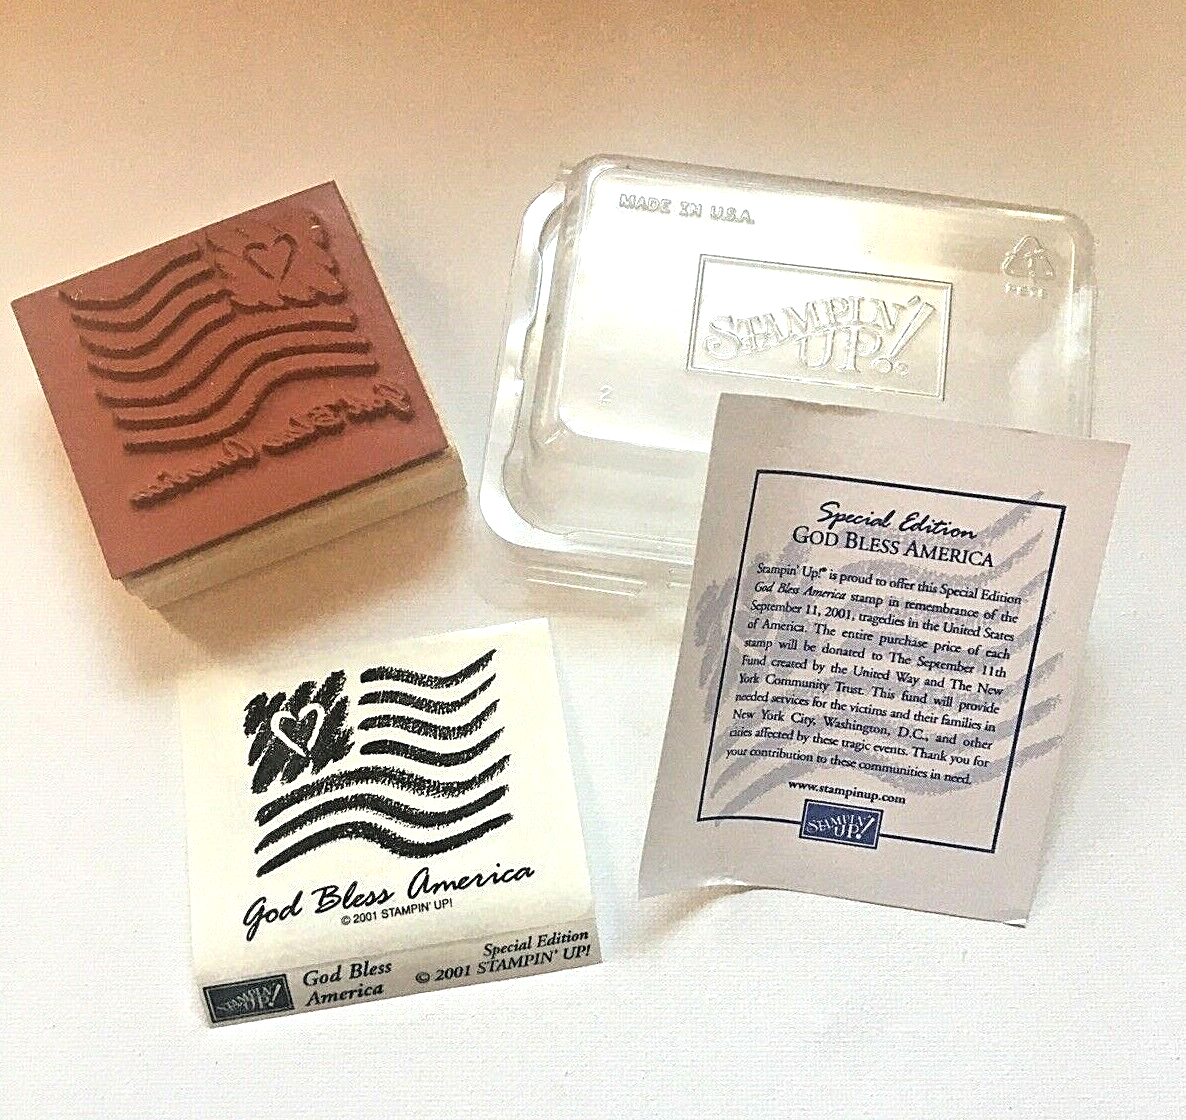 MADE IN U.S.A.
STAMPIN'
UP!
2
God Bless America
Special Edition
GOD BLESS AMERICA
Stampin' Up!® is proud to offer this Special Edition
God Bless America stamp in remembrance of the
September 11, 2001, tragedies in the United States
of America. The entire purchase price of each
stamp will be donated to The September 11th
Fund created by the United Way and The New
York Community Trust. This fund will provide
needed services for the victims and their families in
New York City, Washington, D.C., and other
cities affected by these tragic events. Thank you for
your contribution to these communities in need.
www.stampinup.com
STAMPIN'
UP!
God Bless America
© 2001 STAMPIN' UP!
STAMPIN'
UP!
God Bless
America
Special Edition
© 2001 STAMPIN' UP!